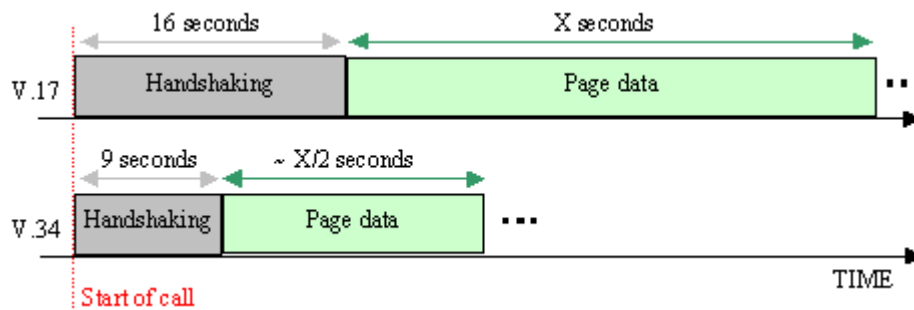 16 seconds
X seconds
V.17
Handshaking
Page data
9 seconds
~ X/2 seconds
V.34
Handshaking
Page data
TIME
Start of call